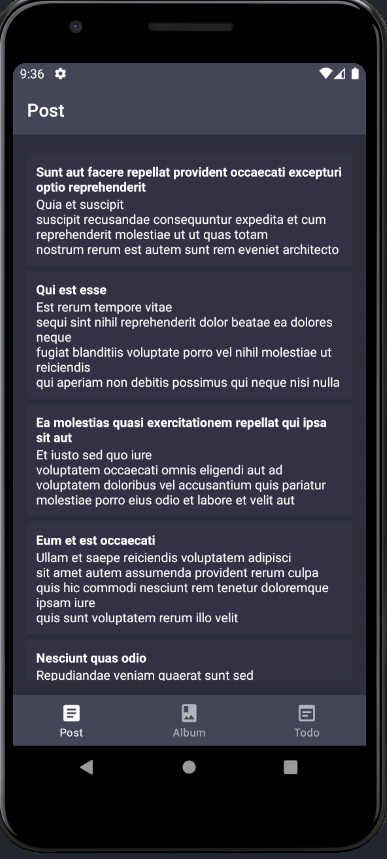 9:36
Post
Sunt aut facere repellat provident occaecati excepturi
optio reprehenderit
Quia et suscipit
suscipit recusandae consequuntur expedita et cum
reprehenderit molestiae ut ut quas totam
nostrum rerum est autem sunt rem eveniet architecto
Qui est esse
Est rerum tempore vitae
sequi sint nihil reprehenderit dolor beatae ea dolores
neque
fugiat blanditiis voluptate porro vel nihil molestiae ut
reiciendis
qui aperiam non debitis possimus qui neque nisi nulla
Ea molestias quasi exercitationem repellat qui ipsa
sit aut
Et iusto sed quo iure
voluptatem occaecati omnis eligendi aut ad
voluptatem doloribus vel accusantium quis pariatur
molestiae porro eius odio et labore et velit aut
Eum et est occaecati
Ullam et saepe reiciendis voluptatem adipisci
sit amet autem assumenda provident rerum culpa
quis hic commodi nesciunt rem tenetur doloremque
ipsam iure
quis sunt voluptatem rerum illo velit
Nesciunt quas odio
Repudiandae veniam quaerat sunt sed
Post
Album
Todo